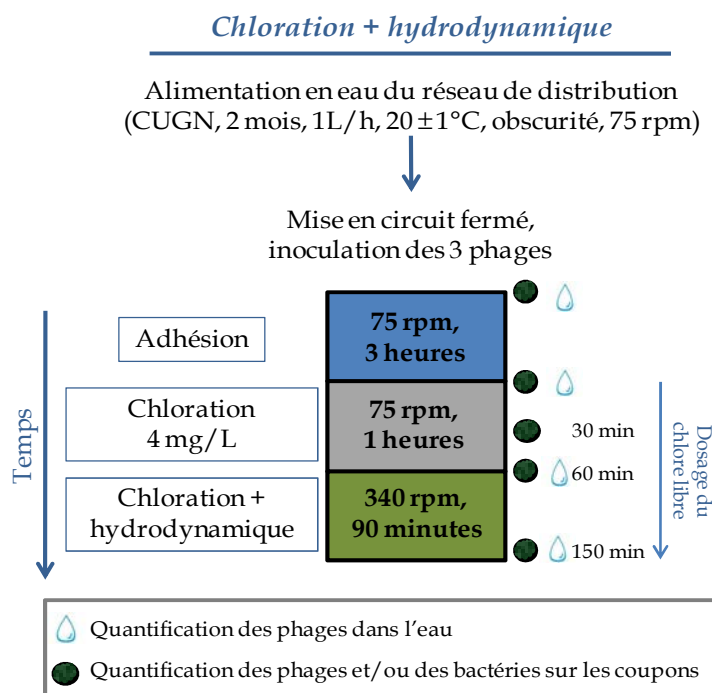 Chloration + hydrodynamique
Alimentation en eau du réseau de distribution
(CUGN, 2 mois, 1L/h, 20 ±1°C, obscurité, 75 rpm)
Mise en circuit fermé,
inoculation des 3 phages
Temps
Adhésion
75 rpm,
3 heures
Chloration
4 mg/L
75 rpm,
1 heures
30 min
60 min
Chloration +
hydrodynamique
340 rpm,
90 minutes
150 min
Dosage du
chlore libre
Quantification des phages dans l'eau
Quantification des phages et/ou des bactéries sur les coupons